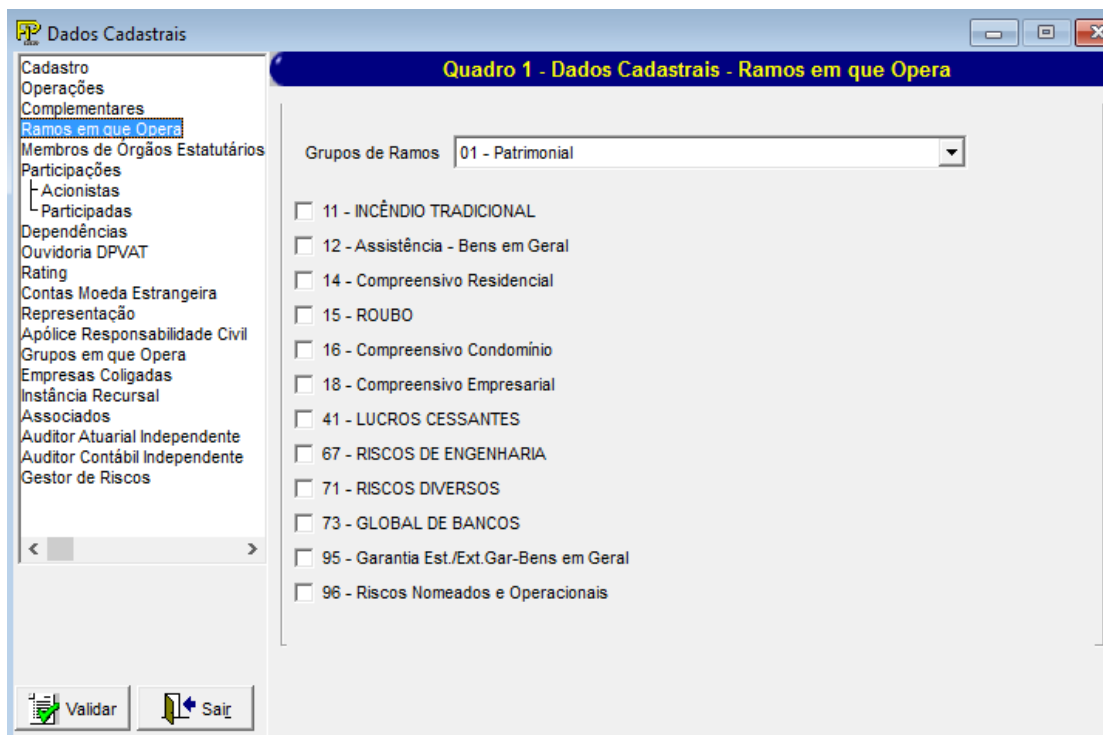 Dados Cadastrais
Cadastro
Operações
Complementares
Ramos em que Opera
Membros de Órgãos Estatutários
Participações
Acionistas
Participadas
Dependências
Ouvidoria DPVAT
Rating
Contas Moeda Estrangeira
Representação
Apólice Responsabilidade Civil
Grupos em que Opera
Empresas Coligadas
Instância Recursal
Associados
Auditor Atuarial Independente
Auditor Contábil Independente
Gestor de Riscos
Validar
Sair
Quadro 1 - Dados Cadastrais - Ramos em que Opera
Grupos de Ramos 01 - Patrimonial
11 - INCÊNDIO TRADICIONAL
12 - Assistência - Bens em Geral
14 - Compreensivo Residencial
15 - ROUBO
16 - Compreensivo Condomínio
18 - Compreensivo Empresarial
41 - LUCROS CESSANTES
67 - RISCOS DE ENGENHARIA
71 - RISCOS DIVERSOS
73 - GLOBAL DE BANCOS
95 - Garantia Est./Ext.Gar-Bens em Geral
96 - Riscos Nomeados e Operacionais